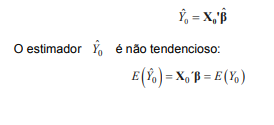 Ŷ₀ = X₀'β̂
O estimador Ŷ₀ é não tendencioso:
E(Ŷ₀) = X₀'β = E(Y₀)